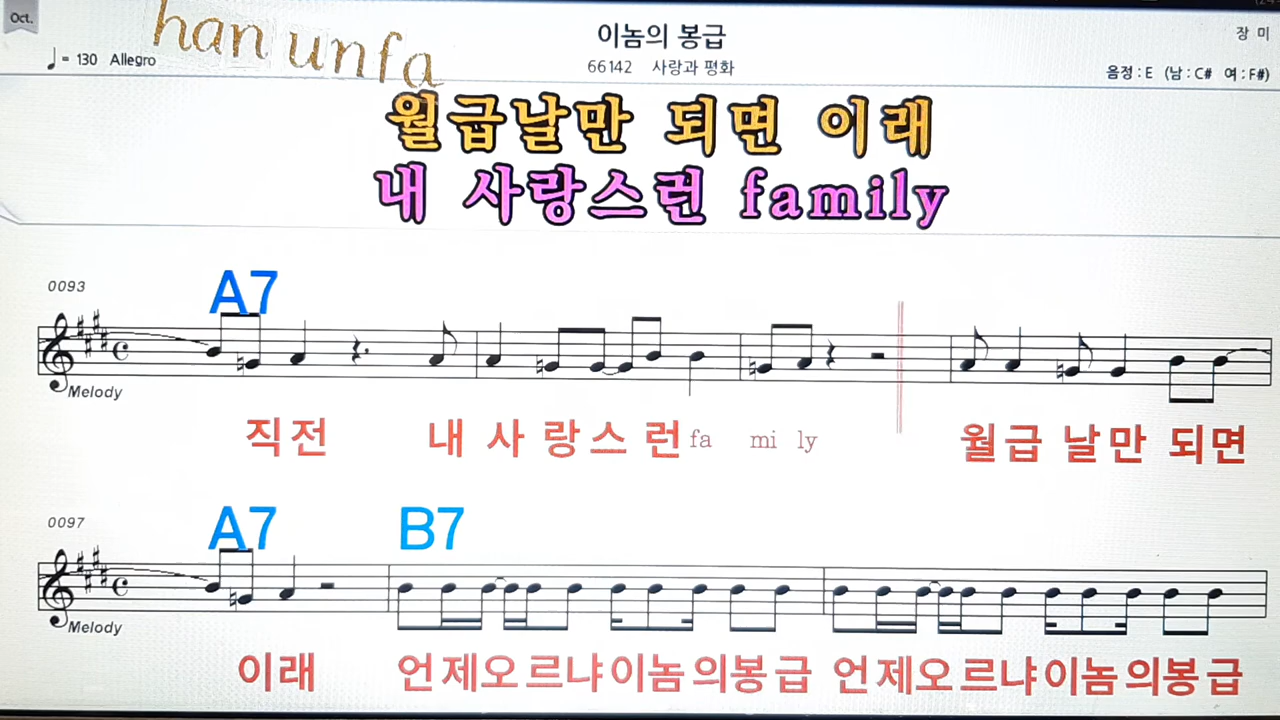 Oct.
han unfa
이놈의 봉급
장 미
♩= 130 Allegro
66142 사랑과 평화
음정 : E (남 : C# 여 : F#)
월급날만 되면 이래
내 사랑스런 family
0093
A7
Melody
직전 내 사랑스런 fa mi ly 월급 날만 되면
0097
A7 B7
Melody
이래 언제오르냐이놈의봉급 언제오르냐이놈의봉급